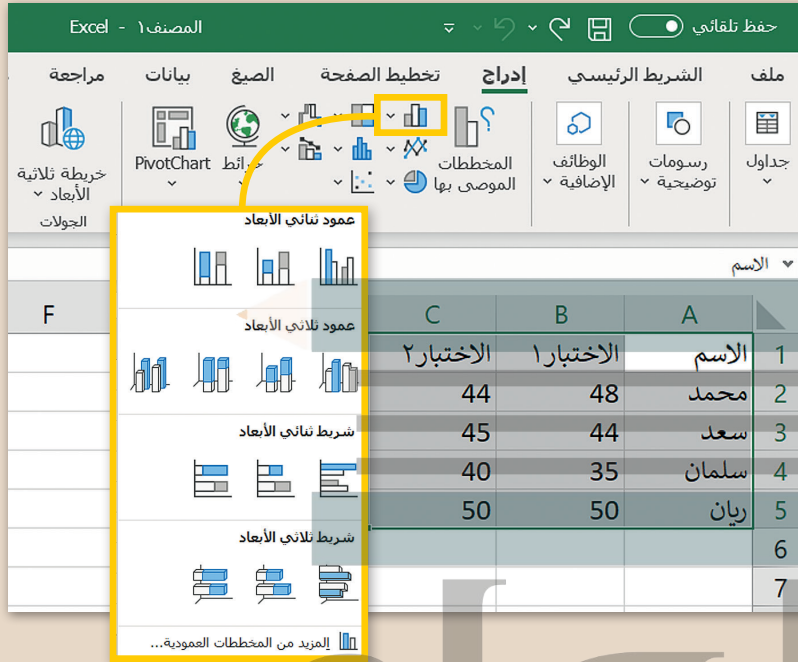 حفظ تلقائي
المصنف١ - Excel
ملف الشريط الرئيسي إدراج تخطيط الصفحة الصيغ بيانات مراجعة
جداول
رسومات توضيحية
الوظائف الإضافية
المخططات الموصى بها
خرائط
PivotChart
خريطة ثلاثية الأبعاد
الجولات
عمود ثنائي الأبعاد
عمود ثلاثي الأبعاد
شريط ثنائي الأبعاد
شريط ثلاثي الأبعاد
المزيد من المخططات العمودية...
الاسم
A B C F
1 الاسم الاختبار١ الاختبار٢
2 محمد 48 44
3 سعد 44 45
4 سلمان 35 40
5 ريان 50 50
6
7